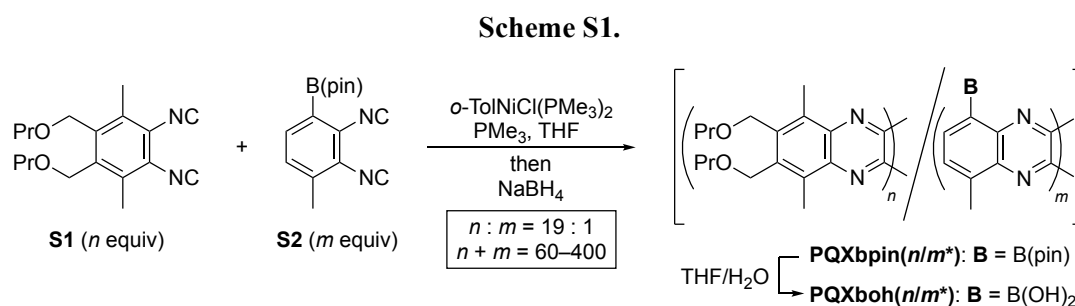 Scheme S1.
B(pin)
PrO
PrO
NC
NC
S1 (n equiv)
+
NC
NC
S2 (m equiv)
o-TolNiCl(PMe3)2
PMe3, THF
then
NaBH4
n : m = 19 : 1
n + m = 60–400
PrO
PrO
N
N
n
B
N
N
m
THF/H2O
PQXbpin(n/m*): B = B(pin)
PQXboh(n/m*): B = B(OH)2